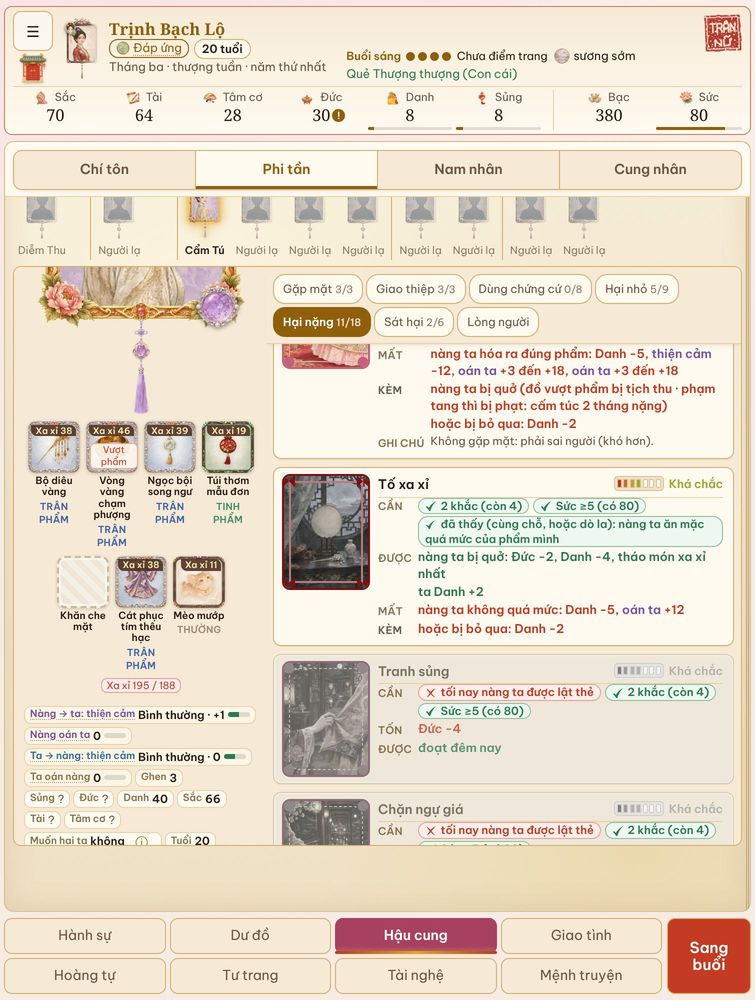 Trịnh Bạch Lộ
Đáp ứng
20 tuổi
Tháng ba · thượng tuần · năm thứ nhất
Buổi sáng
Chưa điểm trang
sương sớm
Quẻ Thượng thượng (Con cái)
TRÂN NỮ
Sắc
70
Tài
64
Tâm cơ
28
Đức
30
Danh
8
Sủng
8
Bạc
380
Sức
80
Chí tôn
Phi tần
Nam nhân
Cung nhân
Diễm Thu
Người lạ
Cẩm Tú
Người lạ
Người lạ
Người lạ
Người lạ
Người lạ
Người lạ
Người lạ
Gặp mặt 3/3
Giao thiệp 3/3
Dùng chứng cứ 0/8
Hại nhỏ 5/9
Hại nặng 11/18
Sát hại 2/6
Lòng người
Xa xỉ 38
Bộ diêu vàng
TRÂN PHẨM
Xa xỉ 46
Vượt phẩm
Vòng vàng chạm phượng
TRÂN PHẨM
Xa xỉ 39
Ngọc bội song ngư
TRÂN PHẨM
Xa xỉ 19
Túi thơm mẫu đơn
TINH PHẨM
Khăn che mặt
Xa xỉ 38
Cát phục tím thêu hạc
TRÂN PHẨM
Xa xỉ 11
Mèo mướp
THƯỜNG
Xa xỉ 195 / 188
Nàng → ta: thiện cảm Bình thường · +1
Nàng oán ta 0
Ta → nàng: thiện cảm Bình thường · 0
Ta oán nàng 0
Ghen 3
Sủng ?
Đức ?
Danh 40
Sắc 66
Tài ?
Tâm cơ ?
Muốn hại ta không
Tuổi 20
MẤT
nàng ta hóa ra đúng phẩm: Danh -5, thiện cảm
-12, oán ta +3 đến +18, oán ta +3 đến +18
KÈM
nàng ta bị quở (đồ vượt phẩm bị tịch thu · phạm
tang thì bị phạt: cấm túc 2 tháng nặng)
hoặc bị bỏ qua: Danh -2
GHI CHÚ
Không gặp mặt: phải sai người (khó hơn).
Tố xa xỉ
Khá chắc
CẦN
✓ 2 khắc (còn 4)
✓ Sức ≥5 (có 80)
✓ đã thấy (cùng chỗ, hoặc dò la): nàng ta ăn mặc
quá mức của phẩm mình
ĐƯỢC
nàng ta bị quở: Đức -2, Danh -4, tháo món xa xỉ
nhất
ta Danh +2
MẤT
nàng ta không quá mức: Danh -5, oán ta +12
KÈM
hoặc bị bỏ qua: Danh -2
Tranh sủng
Khá chắc
CẦN
✕ tối nay nàng ta được lật thẻ
✓ 2 khắc (còn 4)
✓ Sức ≥5 (có 80)
TỐN
Đức -4
ĐƯỢC
đoạt đêm nay
Chặn ngự giá
Khá chắc
CẦN
✕ tối nay nàng ta được lật thẻ
✓ 2 khắc (còn 4)
Hành sự
Dư đồ
Hậu cung
Giao tình
Hoàng tự
Tư trang
Tài nghệ
Mệnh truyện
Sang buổi